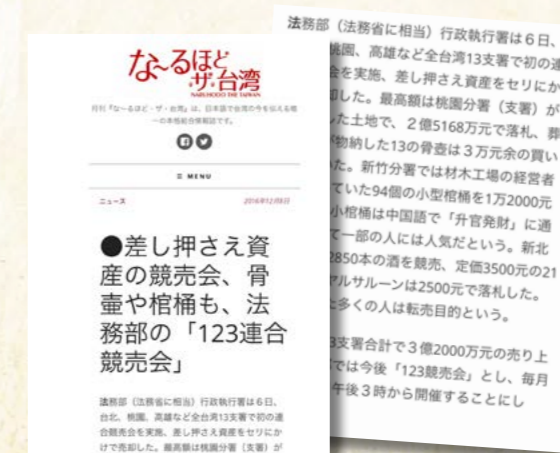 な〜るほど
ザ・台湾
NARUHODO THE TAIWAN
月刊『な〜るほど・ザ・台湾』は、日本語で台湾の今を伝える唯
一の本格総合情報誌です。
≡ MENU
ニュース
2016年12月8日
●差し押さえ資
産の競売会、骨
壷や棺桶も、法
務部の「123連合
競売会」
法務部（法務省に相当）行政執行署は６日、
台北、桃園、高雄など全台湾13支署で初の連
合競売会を実施、差し押さえ資産をセリにか
けて売却した。最高額は桃園分署（支署）が
法務部（法務省に相当）行政執行署は６日、
桃園、高雄など全台湾13支署で初の連
会を実施、差し押さえ資産をセリにか
却した。最高額は桃園分署（支署）が
した土地で、２億5168万元で落札、葬
物納した13の骨壺は３万元余の買い
た。新竹分署では材木工場の経営者
ていた94個の小型棺桶を1万2000元
小棺桶は中国語で「升官発財」に通
て一部の人には人気だという。新北
2850本の酒を競売、定価3500元の21
ヤルサルーンは2500元で落札した。
多くの人は転売目的という。
3支署合計で３億2000万元の売り上
では今後「123競売会」とし、毎月
午後３時から開催することにし